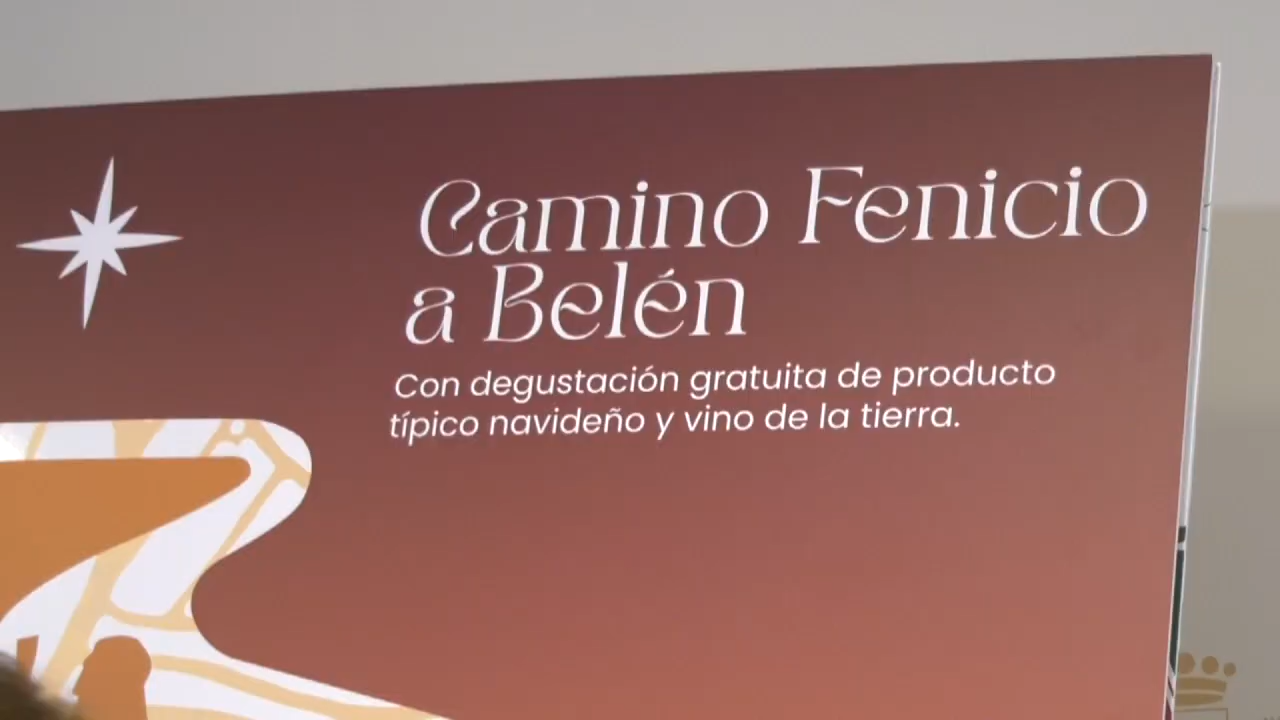 Camino Fenicio
a Belén
Con degustación gratuita de producto
típico navideño y vino de la tierra.